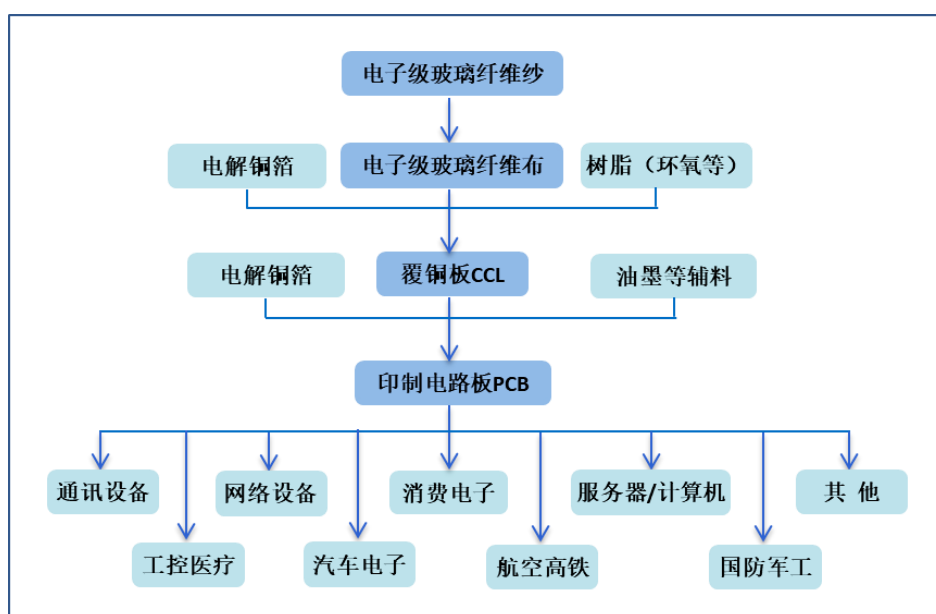 电子级玻璃纤维纱
电解铜箔
电子级玻璃纤维布
树脂（环氧等）
电解铜箔
覆铜板CCL
油墨等辅料
印制电路板PCB
通讯设备
网络设备
消费电子
服务器/计算机
其 他
工控医疗
汽车电子
航空高铁
国防军工